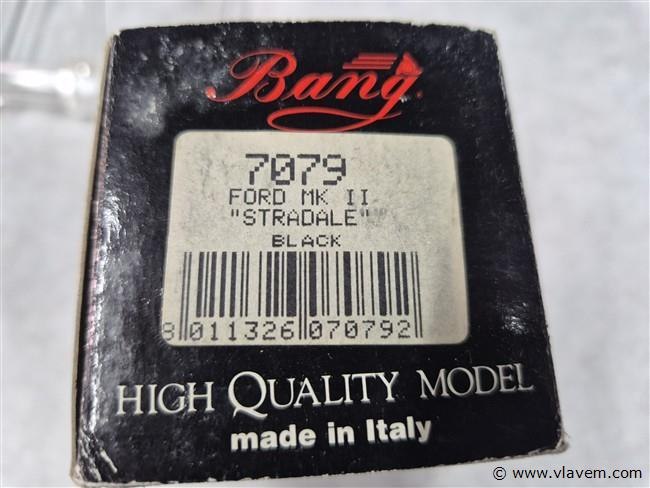 Bang
7079
FORD MK II
"STRADALE"
BLACK
8 011326 070792
HIGH QUALITY MODEL
made in Italy
© www.vlavem.com